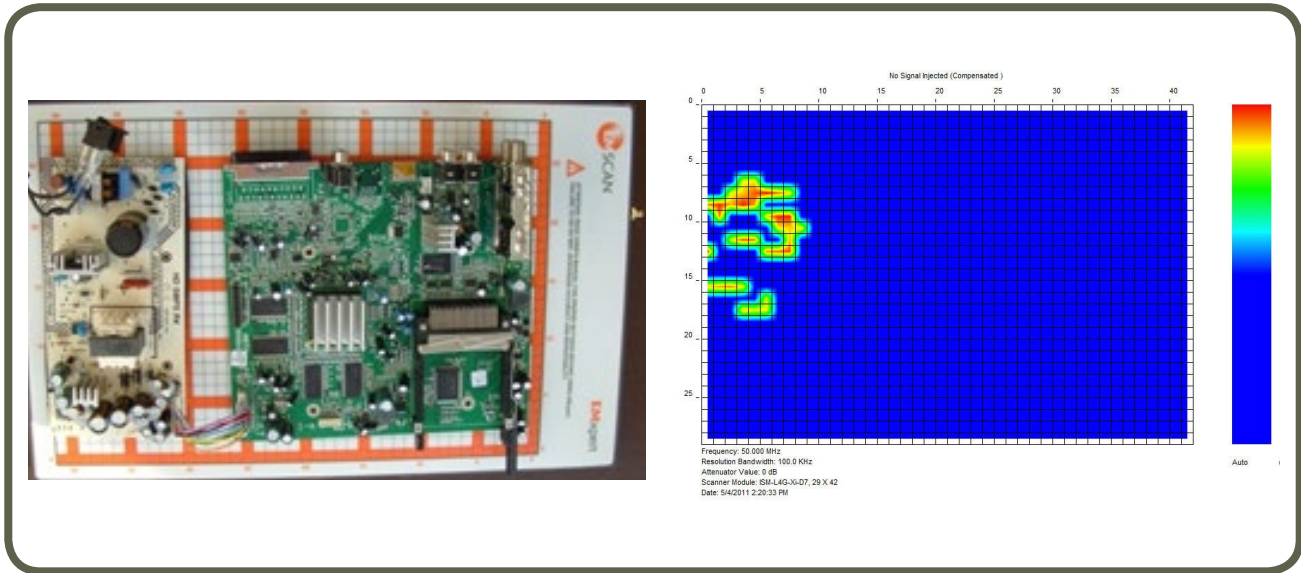 SCAN
EMxpert
No Signal Injected (Compensated )
0 5 10 15 20 25 30 35 40
0
5
10
15
20
25
Frequency: 50.000 MHz
Resolution Bandwidth: 100.0 KHz
Attenuator Value: 0 dB
Scanner Module: ISM-L4G-Xi-D7, 29 X 42
Date: 5/4/2011 2:20:33 PM
Auto